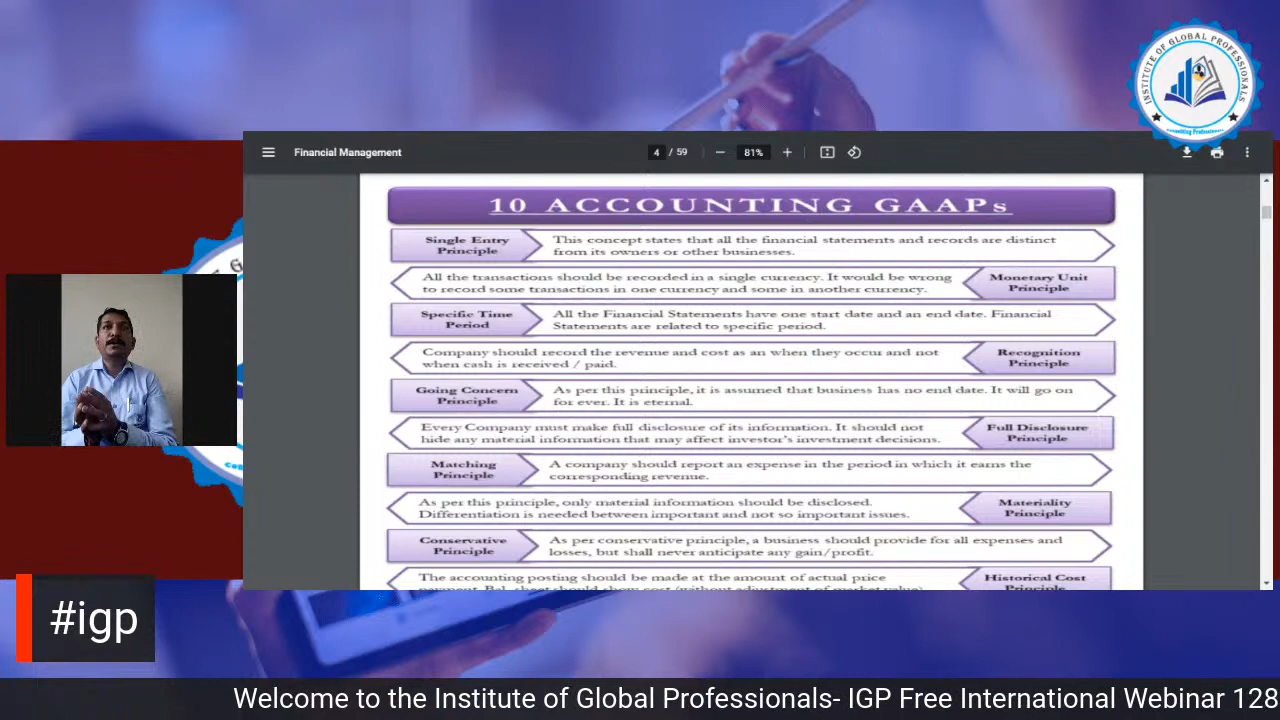 INSTITUTE OF GLOBAL PROFESSIONALS
Financial Management
4 / 59
81%
10 ACCOUNTING GAAPs
Single Entry
Principle
This concept states that all the financial statements and records are distinct
from its owners or other businesses.
All the transactions should be recorded in a single currency. It would be wrong
to record some transactions in one currency and some in another currency.
Monetary Unit
Principle
Specific Time
Period
All the Financial Statements have one start date and an end date. Financial
Statements are related to specific period.
Company should record the revenue and cost as an when they occur and not
when cash is received / paid.
Recognition
Principle
Going Concern
Principle
As per this principle, it is assumed that business has no end date. It will go on
for ever. It is eternal.
Every Company must make full disclosure of its information. It should not
hide any material information that may affect investor's investment decisions.
Full Disclosure
Principle
Matching
Principle
A company should report an expense in the period in which it earns the
corresponding revenue.
As per this principle, only material information should be disclosed.
Differentiation is needed between important and not so important issues.
Materiality
Principle
Conservative
Principle
As per conservative principle, a business should provide for all expenses and
losses, but shall never anticipate any gain/profit.
The accounting posting should be made at the amount of actual price
Historical Cost
Principle
#igp
Welcome to the Institute of Global Professionals- IGP Free International Webinar 128